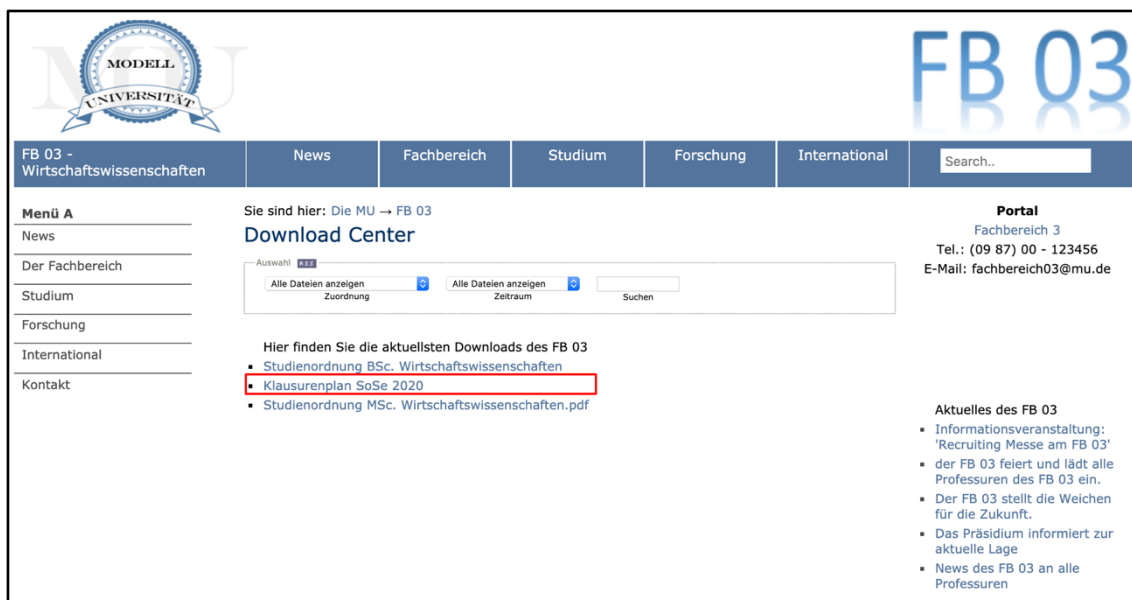 MU
MODELL
UNIVERSITÄT
FB 03
FB 03 -
Wirtschaftswissenschaften
News
Fachbereich
Studium
Forschung
International
Search..
Menü A
News
Der Fachbereich
Studium
Forschung
International
Kontakt
Sie sind hier: Die MU → FB 03
Download Center
Auswahl RSS
Alle Dateien anzeigen
Zuordnung
Alle Dateien anzeigen
Zeitraum
Suchen
Hier finden Sie die aktuellsten Downloads des FB 03
Studienordnung BSc. Wirtschaftswissenschaften
Klausurenplan SoSe 2020
Studienordnung MSc. Wirtschaftswissenschaften.pdf
Portal
Fachbereich 3
Tel.: (09 87) 00 - 123456
E-Mail: fachbereich03@mu.de
Aktuelles des FB 03
Informationsveranstaltung:
'Recruiting Messe am FB 03'
der FB 03 feiert und lädt alle
Professuren des FB 03 ein.
Der FB 03 stellt die Weichen
für die Zukunft.
Das Präsidium informiert zur
aktuelle Lage
News des FB 03 an alle
Professuren